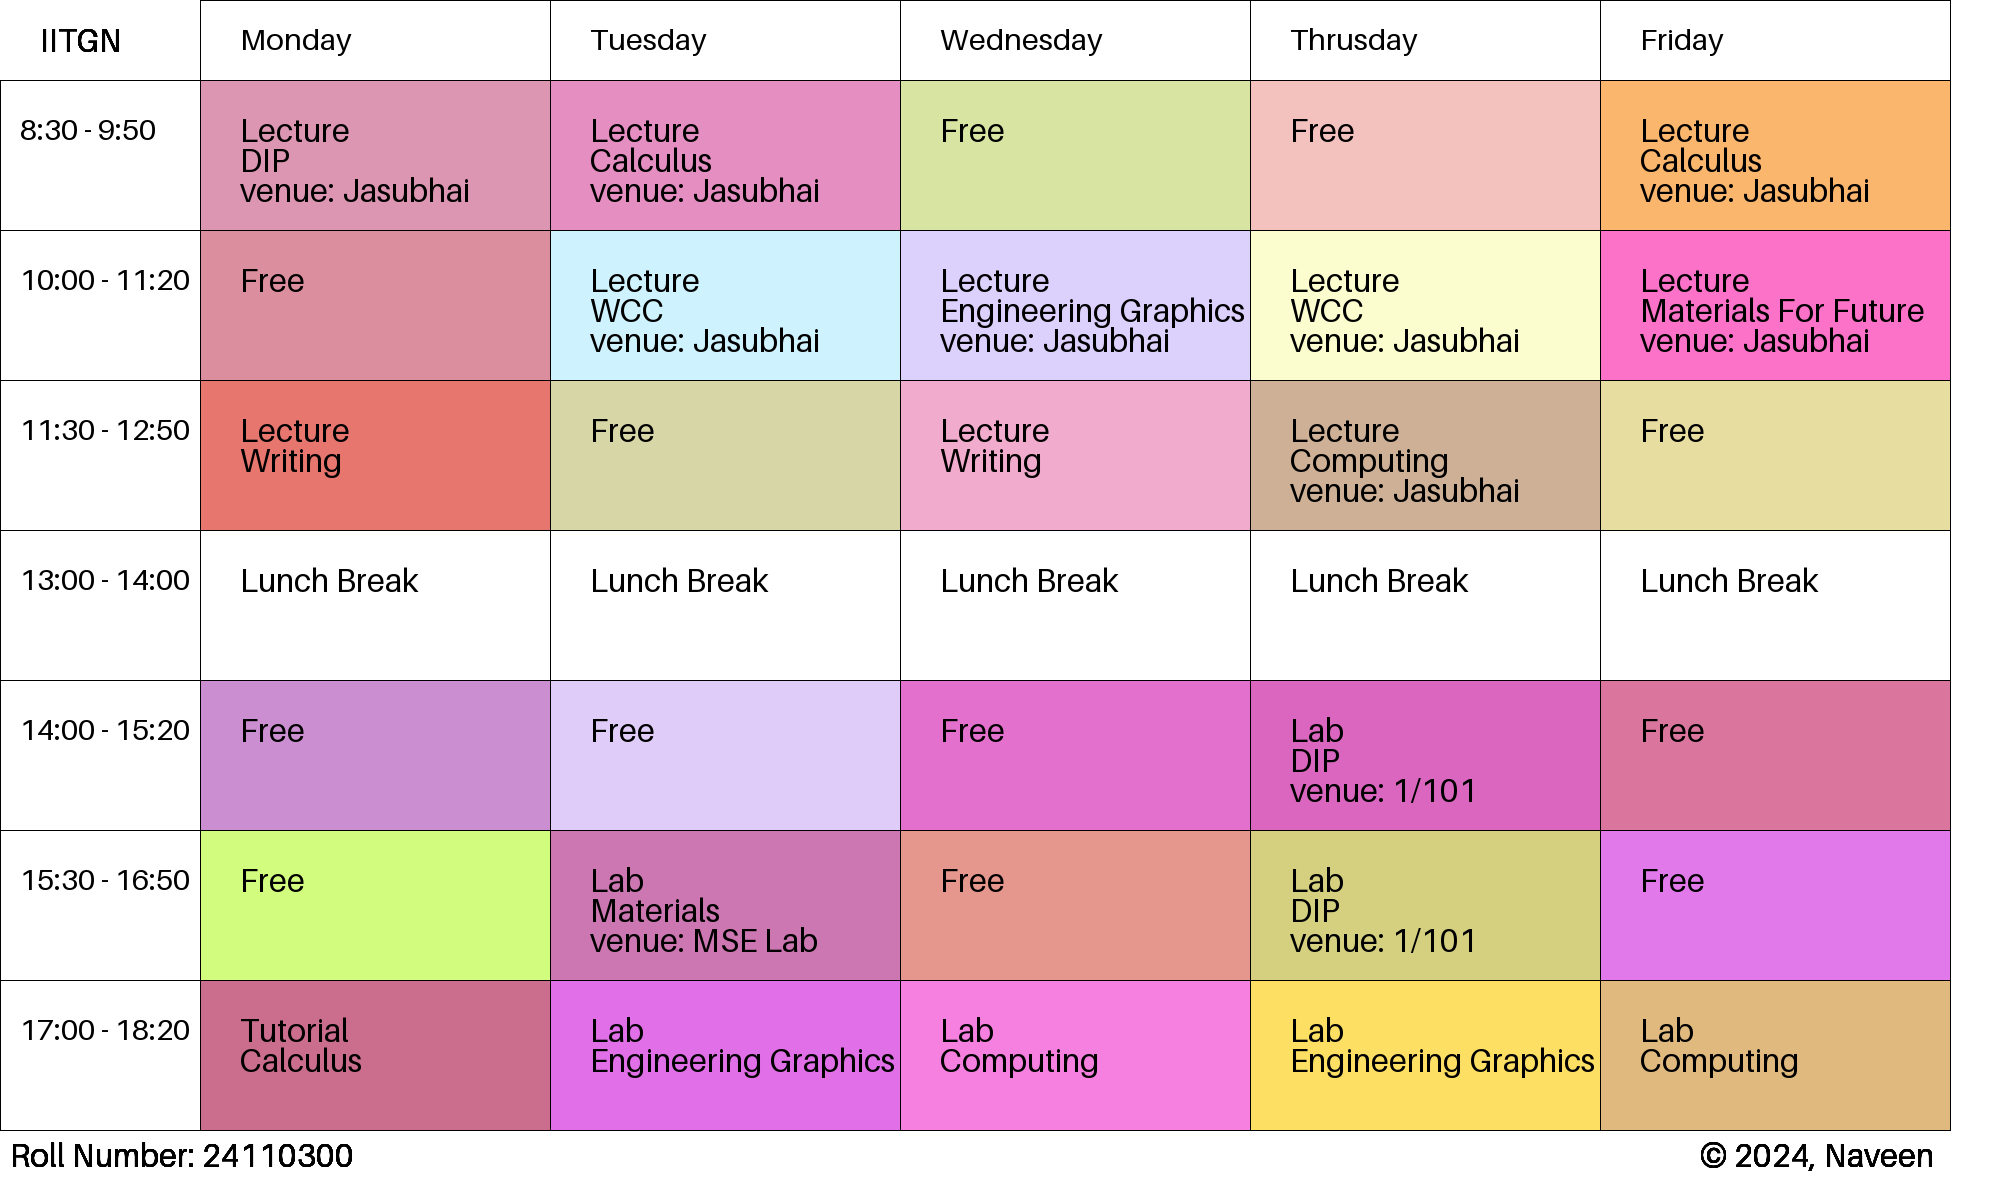 IITGN Monday Tuesday Wednesday Thrusday Friday
8:30 - 9:50
Lecture
DIP
venue: Jasubhai
Lecture
Calculus
venue: Jasubhai
Free
Free
Lecture
Calculus
venue: Jasubhai
10:00 - 11:20
Free
Lecture
WCC
venue: Jasubhai
Lecture
Engineering Graphics
venue: Jasubhai
Lecture
WCC
venue: Jasubhai
Lecture
Materials For Future
venue: Jasubhai
11:30 - 12:50
Lecture
Writing
Free
Lecture
Writing
Lecture
Computing
venue: Jasubhai
Free
13:00 - 14:00
Lunch Break
Lunch Break
Lunch Break
Lunch Break
Lunch Break
14:00 - 15:20
Free
Free
Free
Lab
DIP
venue: 1/101
Free
15:30 - 16:50
Free
Lab
Materials
venue: MSE Lab
Free
Lab
DIP
venue: 1/101
Free
17:00 - 18:20
Tutorial
Calculus
Lab
Engineering Graphics
Lab
Computing
Lab
Engineering Graphics
Lab
Computing
Roll Number: 24110300
© 2024, Naveen